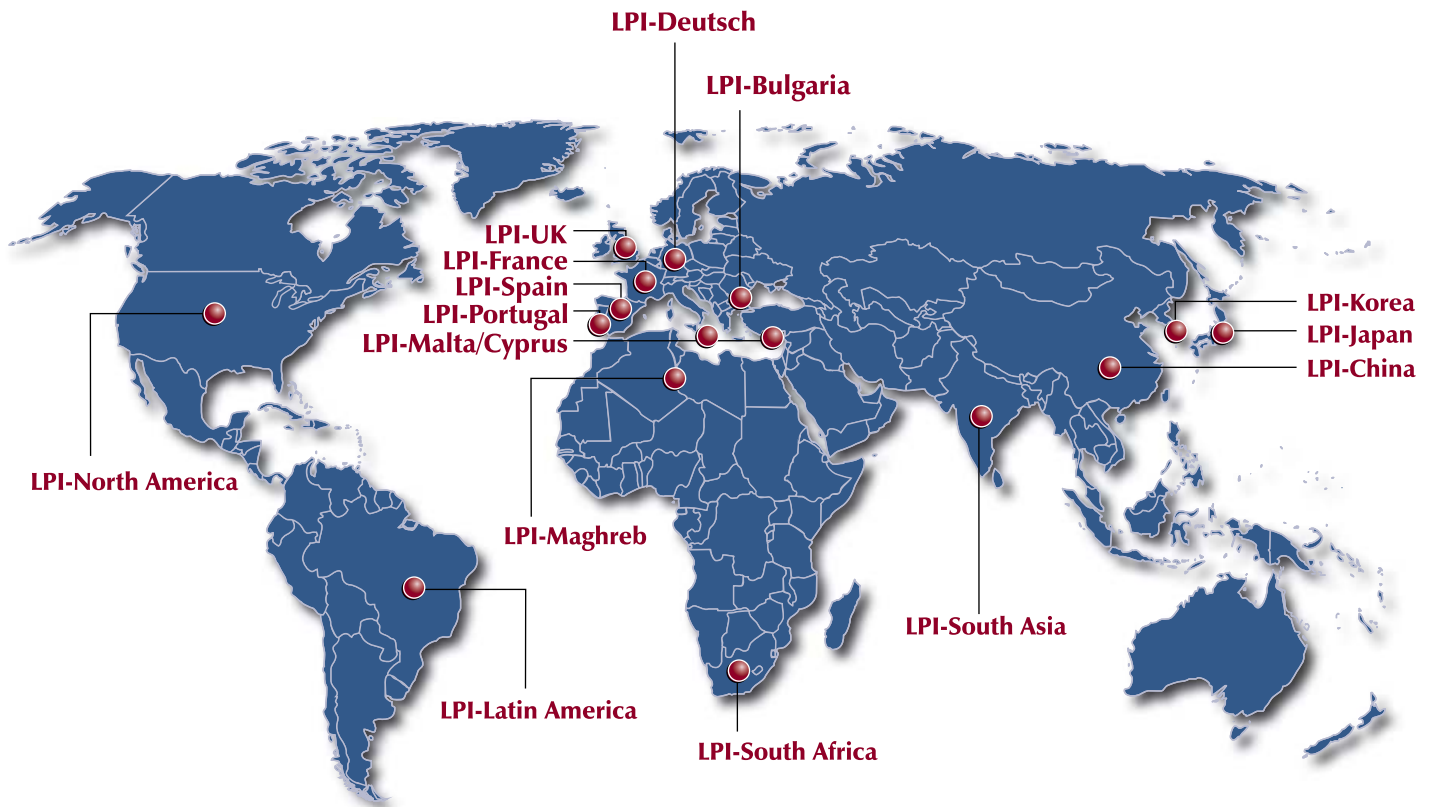 LPI-Deutsch
LPI-Bulgaria
LPI-UK
LPI-France
LPI-Spain
LPI-Portugal
LPI-Malta/Cyprus
LPI-Korea
LPI-Japan
LPI-China
LPI-North America
LPI-Maghreb
LPI-South Asia
LPI-Latin America
LPI-South Africa